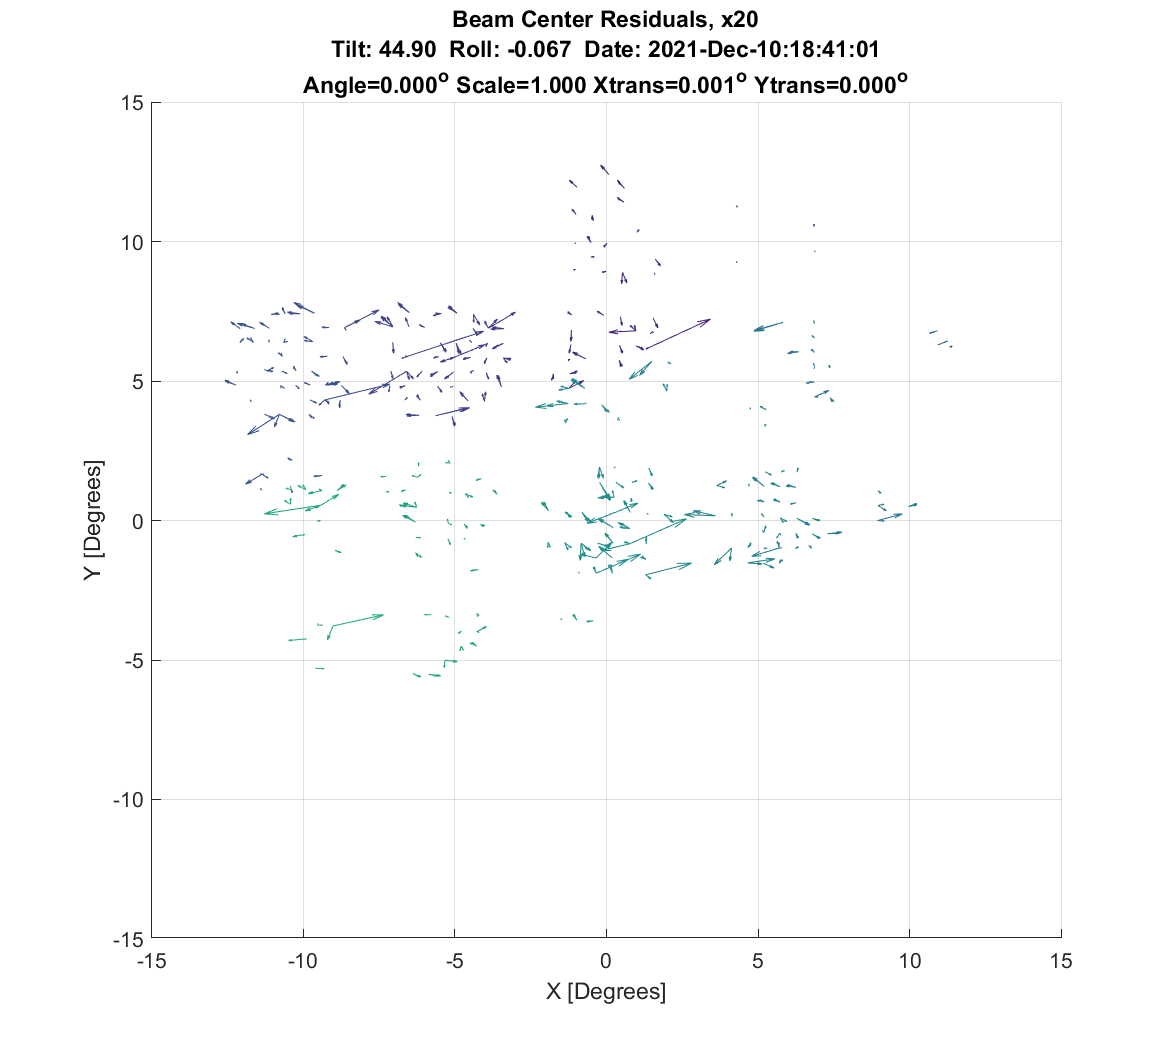 Beam Center Residuals, x20
Tilt: 44.90  Roll: -0.067  Date: 2021-Dec-10:18:41:01
Angle=0.000° Scale=1.000 Xtrans=0.001° Ytrans=0.000°
15
10
5
0
-5
-10
-15
Y [Degrees]
-15 -10 -5 0 5 10 15
X [Degrees]